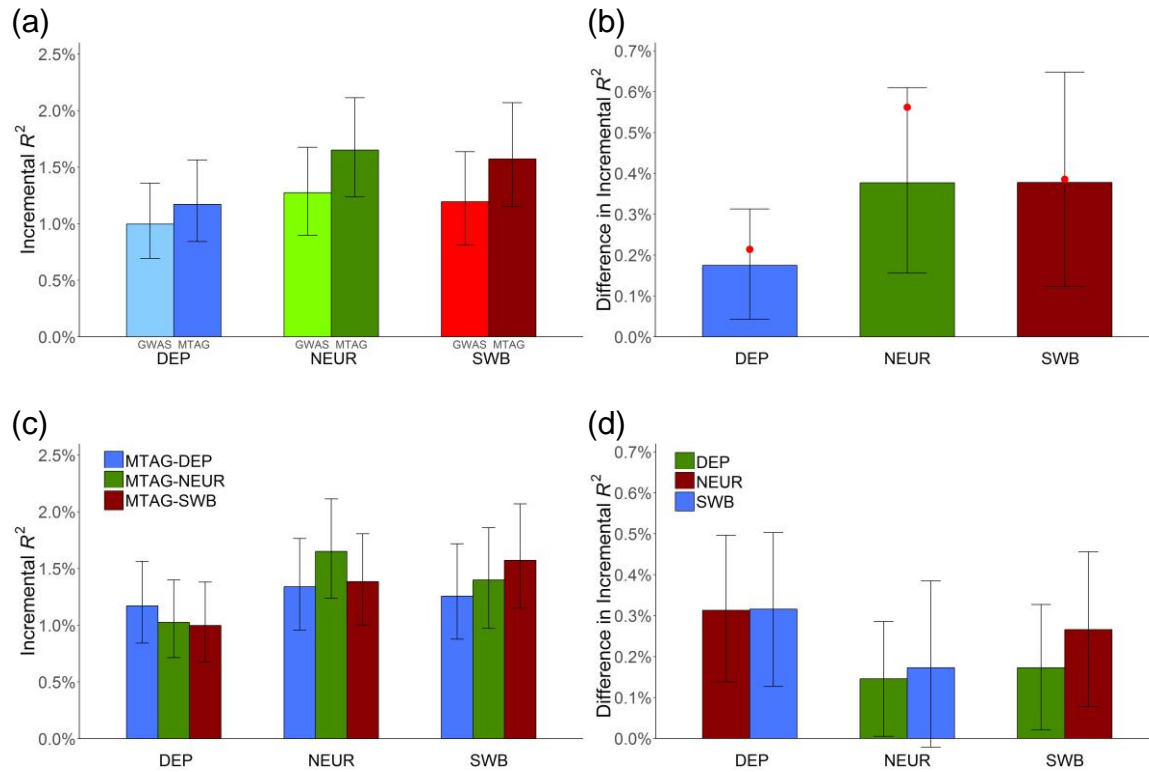 (a)
Incremental R²
2.5%
2.0%
1.5%
1.0%
0.5%
0.0%
GWAS MTAG GWAS MTAG GWAS MTAG
DEP NEUR SWB
(b)
Difference in Incremental R²
0.7%
0.6%
0.5%
0.4%
0.3%
0.2%
0.1%
0.0%
DEP NEUR SWB
(c)
Incremental R²
2.5%
2.0%
1.5%
1.0%
0.5%
0.0%
MTAG-DEP
MTAG-NEUR
MTAG-SWB
DEP NEUR SWB
(d)
Difference in Incremental R²
0.7%
0.6%
0.5%
0.4%
0.3%
0.2%
0.1%
0.0%
DEP
NEUR
SWB
DEP NEUR SWB